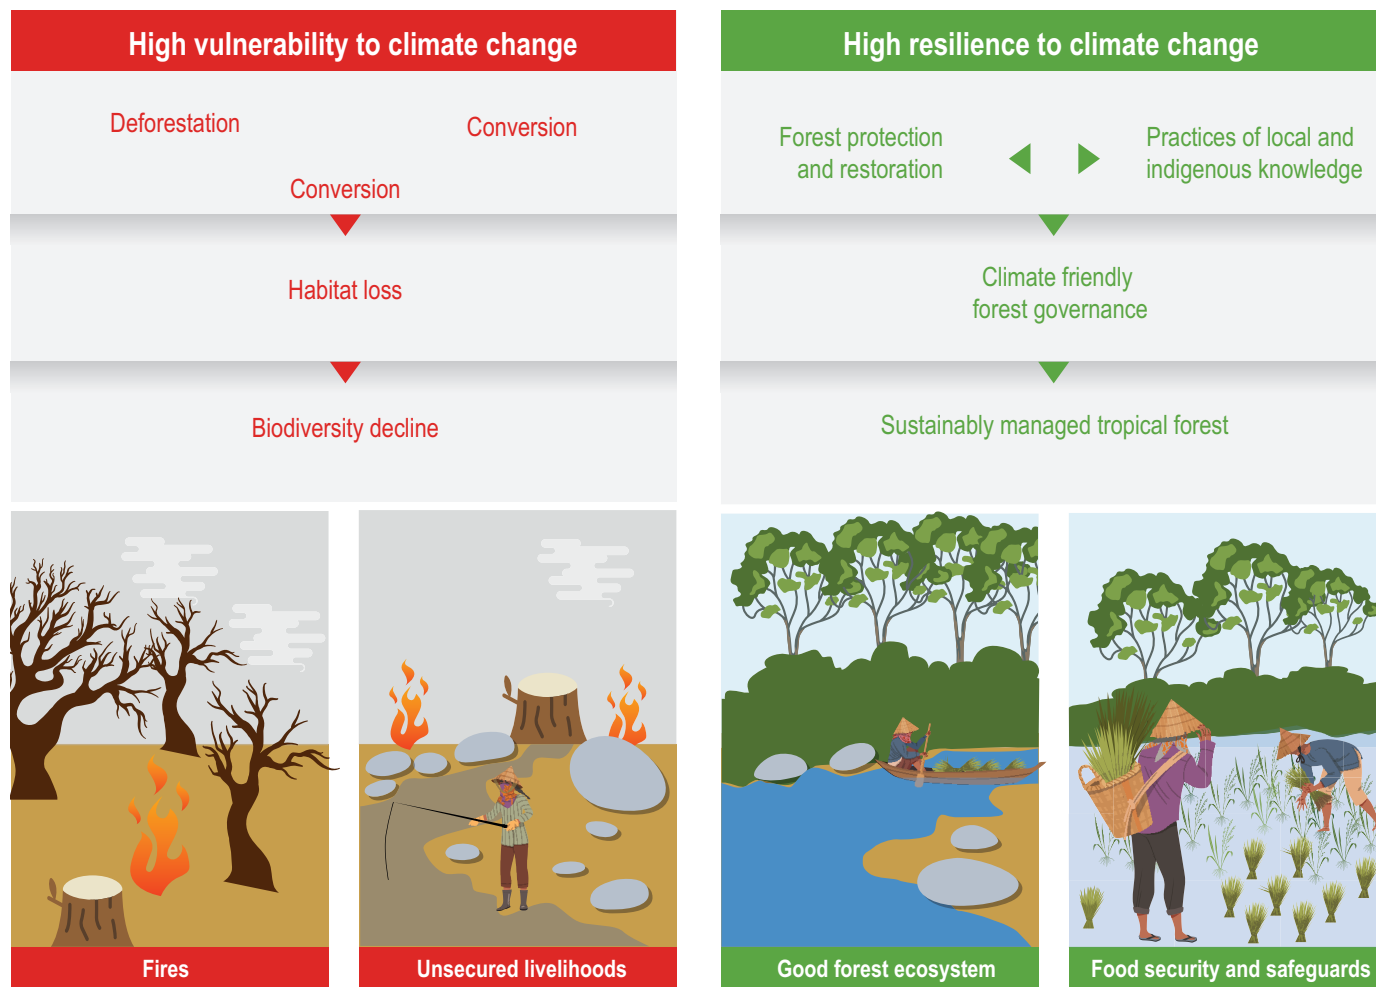 High vulnerability to climate change
Deforestation
Conversion
Conversion
Habitat loss
Biodiversity decline
Fires
Unsecured livelihoods
High resilience to climate change
Forest protection
and restoration
Practices of local and
indigenous knowledge
Climate friendly
forest governance
Sustainably managed tropical forest
Good forest ecosystem
Food security and safeguards